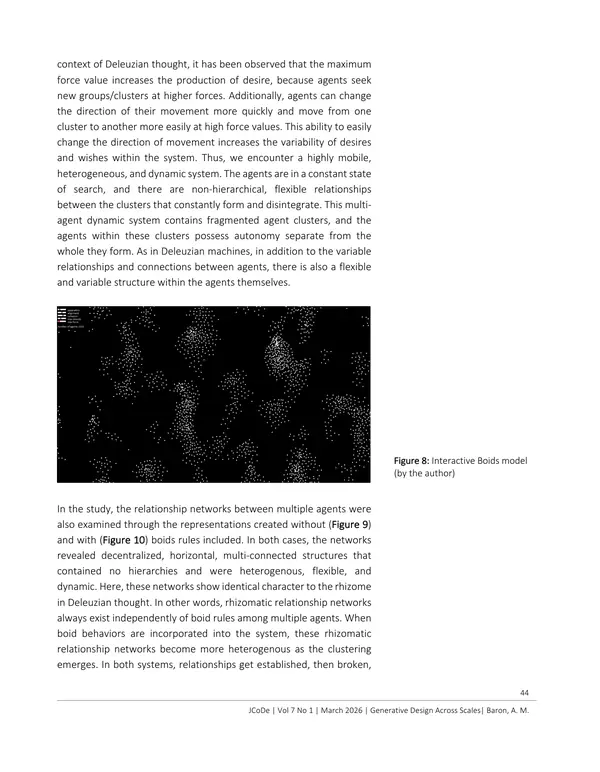 context of Deleuzian thought, it has been observed that the maximum
force value increases the production of desire, because agents seek
new groups/clusters at higher forces. Additionally, agents can change
the direction of their movement more quickly and move from one
cluster to another more easily at high force values. This ability to easily
change the direction of movement increases the variability of desires
and wishes within the system. Thus, we encounter a highly mobile,
heterogeneous, and dynamic system. The agents are in a constant state
of search, and there are non-hierarchical, flexible relationships
between the clusters that constantly form and disintegrate. This multi-
agent dynamic system contains fragmented agent clusters, and the
agents within these clusters possess autonomy separate from the
whole they form. As in Deleuzian machines, in addition to the variable
relationships and connections between agents, there is also a flexible
and variable structure within the agents themselves.
Figure 8: Interactive Boids model
(by the author)
In the study, the relationship networks between multiple agents were
also examined through the representations created without (Figure 9)
and with (Figure 10) boids rules included. In both cases, the networks
revealed decentralized, horizontal, multi-connected structures that
contained no hierarchies and were heterogenous, flexible, and
dynamic. Here, these networks show identical character to the rhizome
in Deleuzian thought. In other words, rhizomatic relationship networks
always exist independently of boid rules among multiple agents. When
boid behaviors are incorporated into the system, these rhizomatic
relationship networks become more heterogenous as the clustering
emerges. In both systems, relationships get established, then broken,
44
JCoDe | Vol 7 No 1 | March 2026 | Generative Design Across Scales| Baron, A. M.